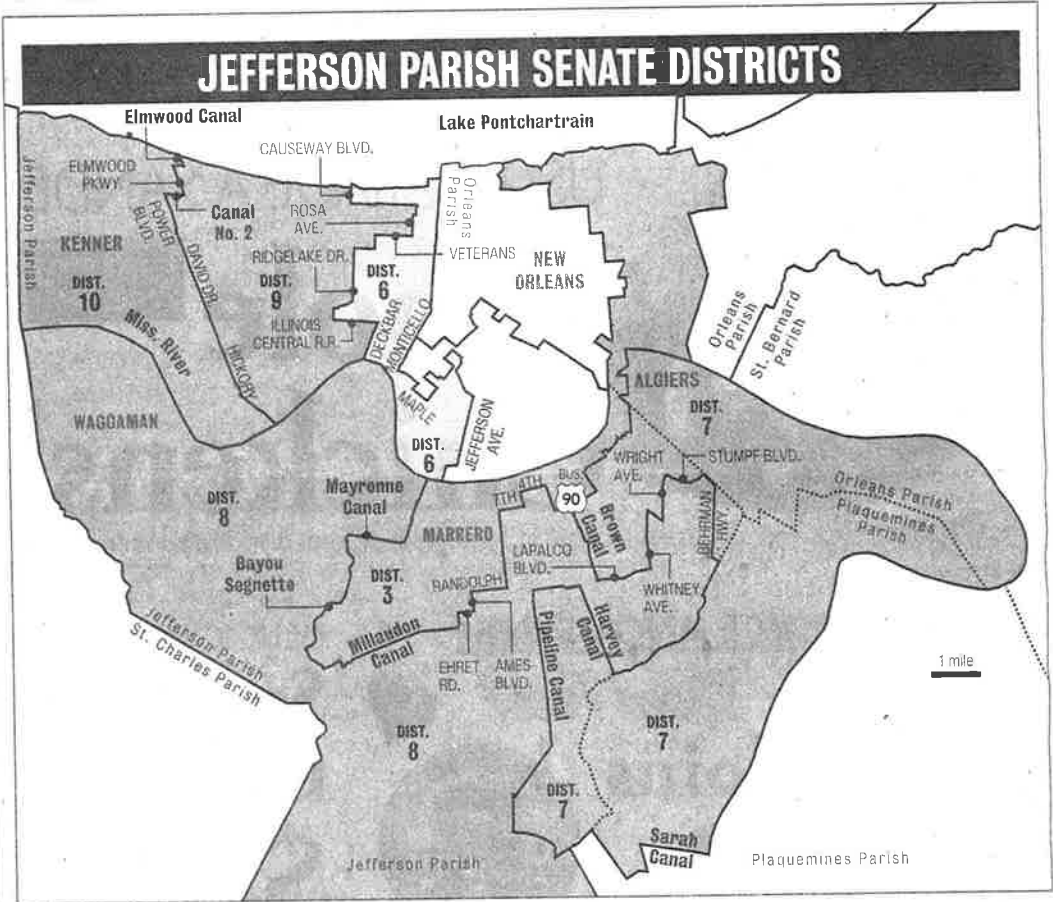 JEFFERSON PARISH SENATE DISTRICTS
Elmwood Canal
Lake Pontchartrain
CAUSEWAY BLVD.
ELMWOOD
PKWY.
Jefferson Parish
Orleans
Parish
POWER
BLVD.
Canal
No. 2
ROSA
AVE.
KENNER
DAVID DR.
RIDGELAKE DR.
VETERANS
NEW
ORLEANS
DIST.
10
DIST.
9
DIST.
6
Miss. River
ILLINOIS
CENTRAL R.R.
DECKBAR
MONTICELLO
Orleans
Parish
St. Bernard
Parish
HICKORY
MAPLE
ALGIERS
WAGGAMAN
DIST.
7
DIST.
6
JEFFERSON
AVE.
WRIGHT
AVE.
STUMPF BLVD.
DIST.
8
Mayronne
Canal
7TH
4TH
BUS.
90
Orleans Parish
Plaquemines
Parish
MARRERO
Brown
Canal
BEHRMAN
HWY.
LAPALCO
BLVD.
Bayou
Segnette
DIST.
3
RANDOLPH
WHITNEY
AVE.
Jefferson Parish
St. Charles Parish
Millaudon
Canal
Harvey
Canal
Pipeline Canal
EHRET
RD.
AMES
BLVD.
1 mile
DIST.
8
DIST.
7
DIST.
7
Sarah
Canal
Jefferson Parish
Plaquemines Parish